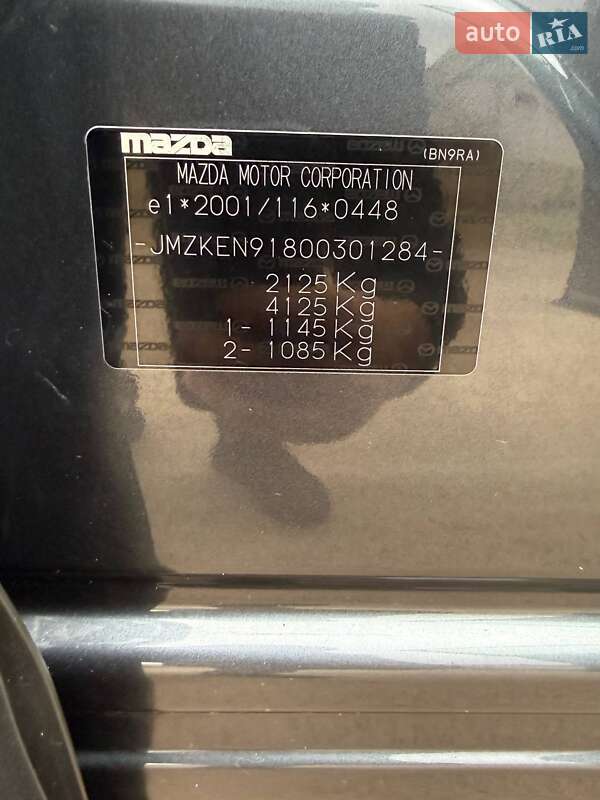 auto RIA .com
mazda
(BN9RA)
MAZDA MOTOR CORPORATION
e1*2001/116*0448
-JMZKEN91800301284-
2125 Kg
4125 Kg
1- 1145 Kg
2- 1085 Kg